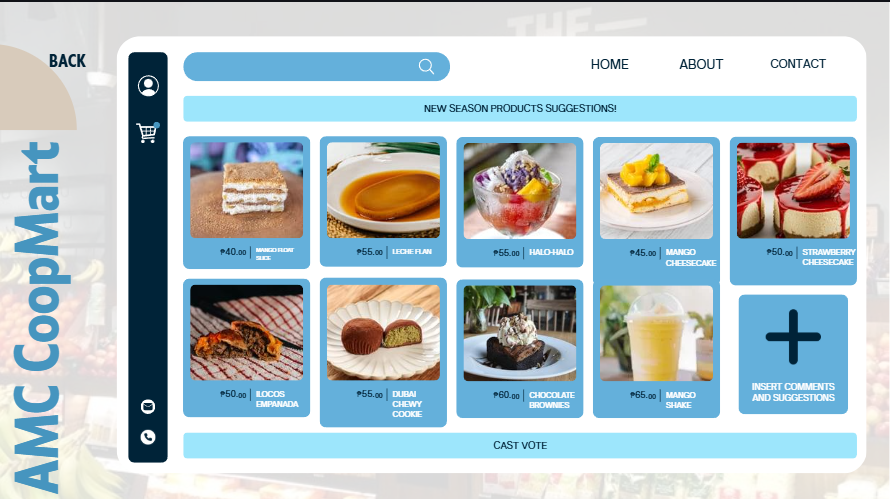 THE
BACK
AMC CoopMart
HOME
ABOUT
CONTACT
NEW SEASON PRODUCTS SUGGESTIONS!
₱40.00 | MANGO FLOAT
SLICE
₱55.00 | LECHE FLAN
₱55.00 | HALO-HALO
₱45.00 | MANGO
CHEESECAKE
₱50.00 | STRAWBERRY
CHEESECAKE
₱50.00 | ILOCOS
EMPANADA
₱55.00 | DUBAI
CHEWY
COOKIE
₱60.00 | CHOCOLATE
BROWNIES
₱65.00 | MANGO
SHAKE
INSERT COMMENTS
AND SUGGESTIONS
CAST VOTE